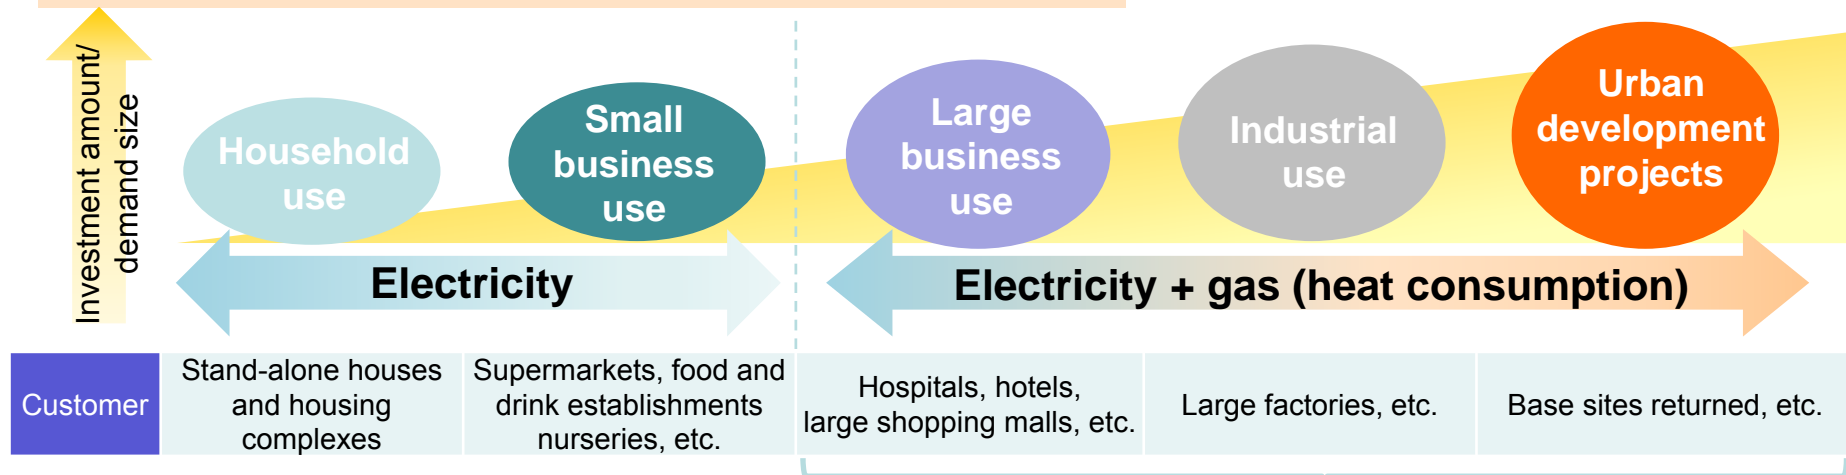 Investment amount/
demand size
Household
use
Small
business
use
Large
business
use
Industrial
use
Urban
development
projects
Electricity
Electricity + gas (heat consumption)
Customer
Stand-alone houses
and housing
complexes
Supermarkets, food and
drink establishments
nurseries, etc.
Hospitals, hotels,
large shopping malls, etc.
Large factories, etc.
Base sites returned, etc.